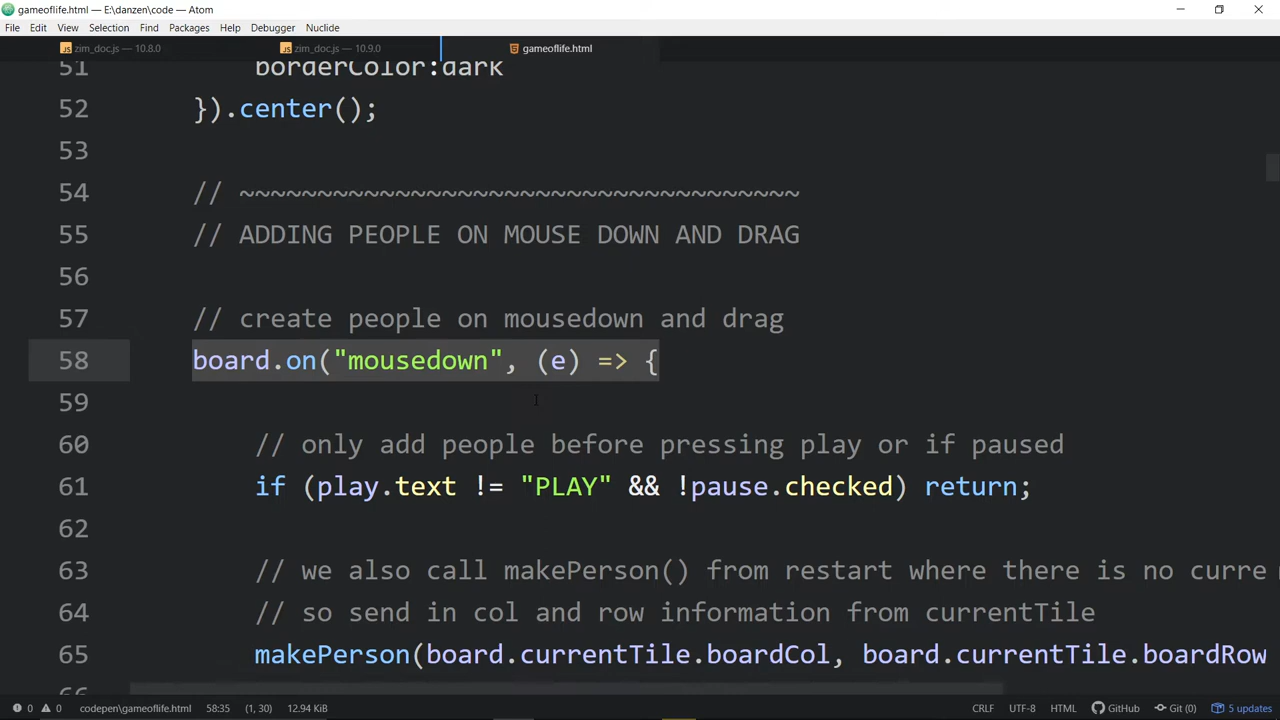 gameoflife.html — E:\danzen\code — Atom
File Edit View Selection Find Packages Help Debugger Nuclide
zim_doc.js — 10.8.0 zim_doc.js — 10.9.0 gameoflife.html
51 borderColor:dark
52 }).center();
53
54 // ~~~~~~~~~~~~~~~~~~~~~~~~~~~~~~~~~~~~
55 // ADDING PEOPLE ON MOUSE DOWN AND DRAG
56
57 // create people on mousedown and drag
58 board.on("mousedown", (e) => {
59
60 // only add people before pressing play or if paused
61 if (play.text != "PLAY" && !pause.checked) return;
62
63 // we also call makePerson() from restart where there is no curre
64 // so send in col and row information from currentTile
65 makePerson(board.currentTile.boardCol, board.currentTile.boardRow
66
0 0 codepen\gameoflife.html 58:35 (1, 30) 12.94 KiB CRLF UTF-8 HTML GitHub Git (0) 5 updates